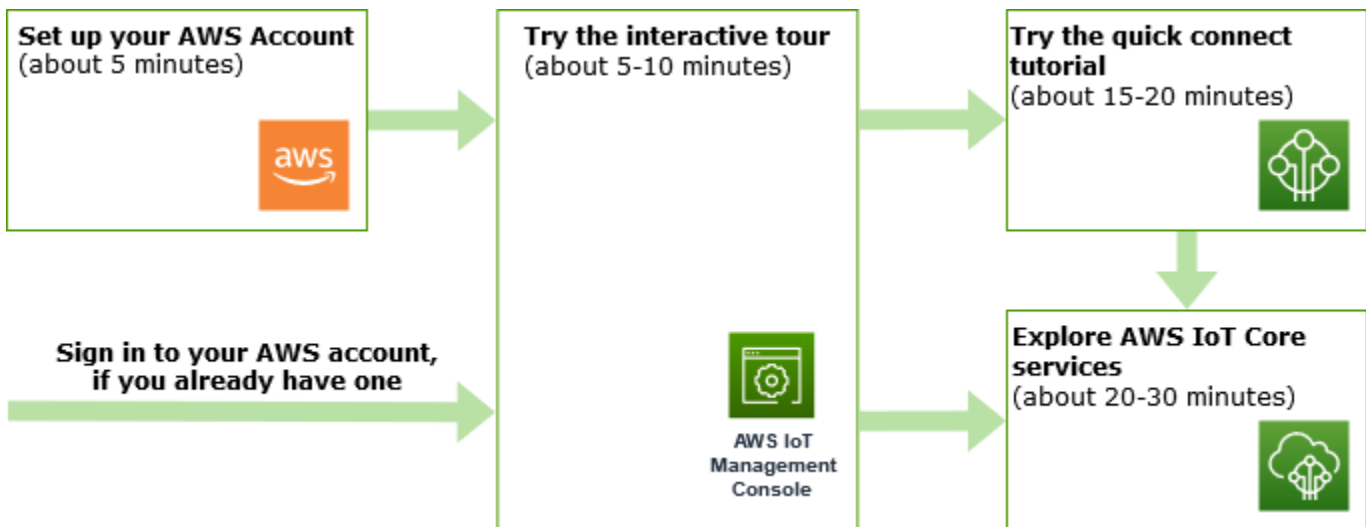 Set up your AWS Account
(about 5 minutes)
aws
Sign in to your AWS account,
if you already have one
Try the interactive tour
(about 5-10 minutes)
AWS IoT
Management
Console
Try the quick connect
tutorial
(about 15-20 minutes)
Explore AWS IoT Core
services
(about 20-30 minutes)